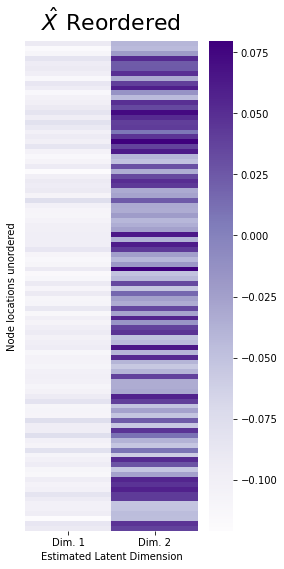 X̂ Reordered
Node locations unordered
Dim. 1
Dim. 2
Estimated Latent Dimension
0.075
0.050
0.025
0.000
−0.025
−0.050
−0.075
−0.100